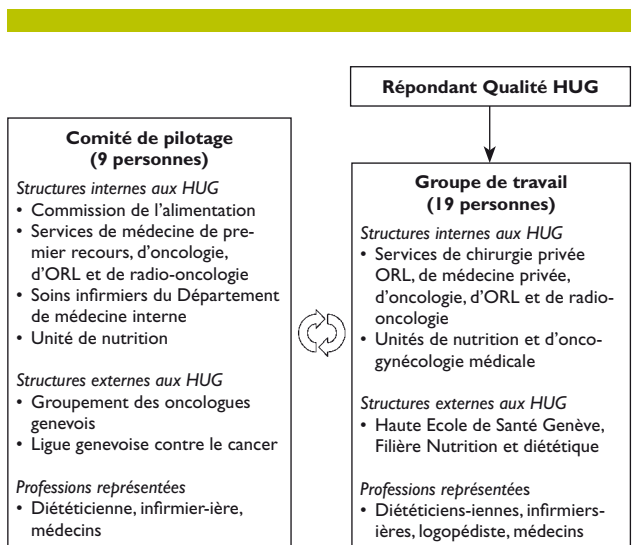 Répondant Qualité HUG
Comité de pilotage
(9 personnes)
Structures internes aux HUG
• Commission de l'alimentation
• Services de médecine de pre-
mier recours, d'oncologie,
d'ORL et de radio-oncologie
• Soins infirmiers du Département
de médecine interne
• Unité de nutrition
Structures externes aux HUG
• Groupement des oncologues
genevois
• Ligue genevoise contre le cancer
Professions représentées
• Diététicienne, infirmier-ière,
médecins
Groupe de travail
(19 personnes)
Structures internes aux HUG
• Services de chirurgie privée
ORL, de médecine privée,
d'oncologie, d'ORL et de radio-
oncologie
• Unités de nutrition et d'onco-
gynécologie médicale
Structures externes aux HUG
• Haute Ecole de Santé Genève,
Filière Nutrition et diététique
Professions représentées
• Diététiciens-iennes, infirmiers-
ières, logopédiste, médecins